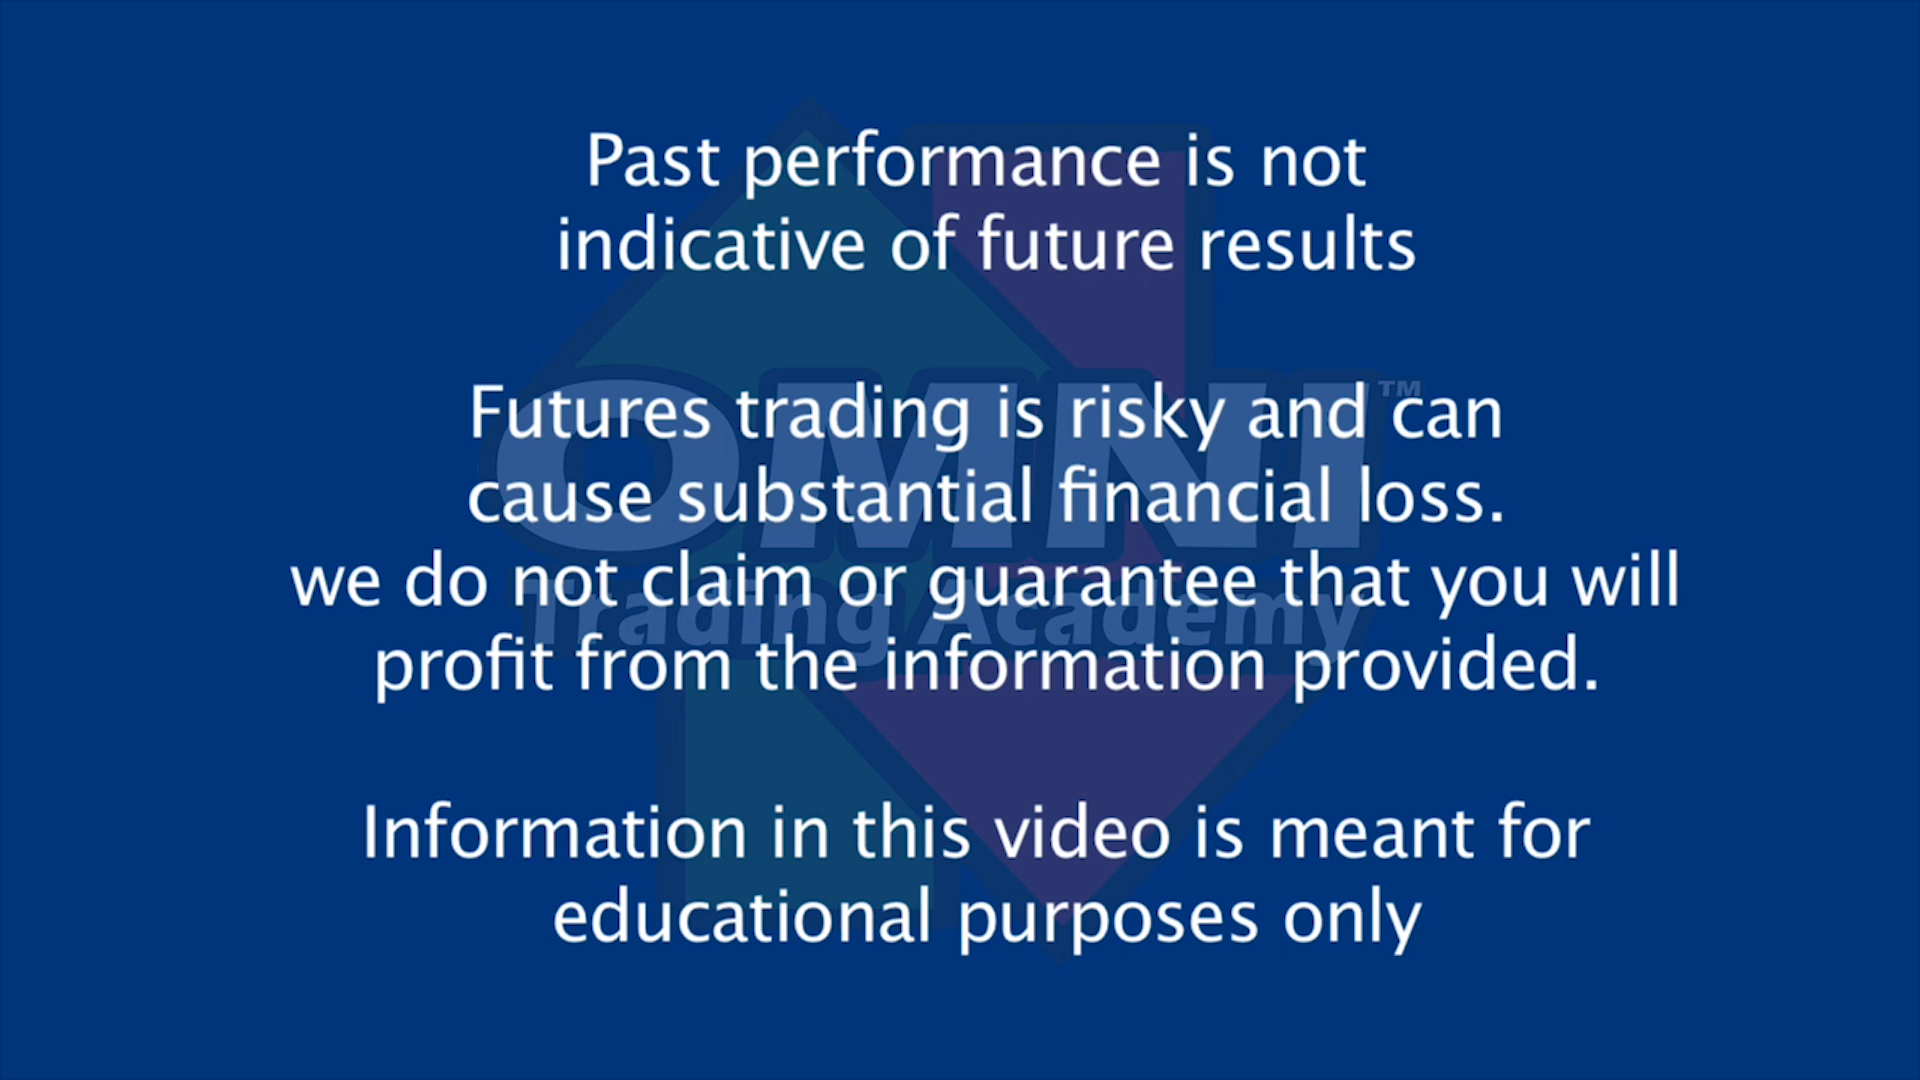 Past performance is not
indicative of future results
Futures trading is risky and can
cause substantial financial loss.
we do not claim or guarantee that you will
profit from the information provided.
Information in this video is meant for
educational purposes only
OMNI™
Trading Academy